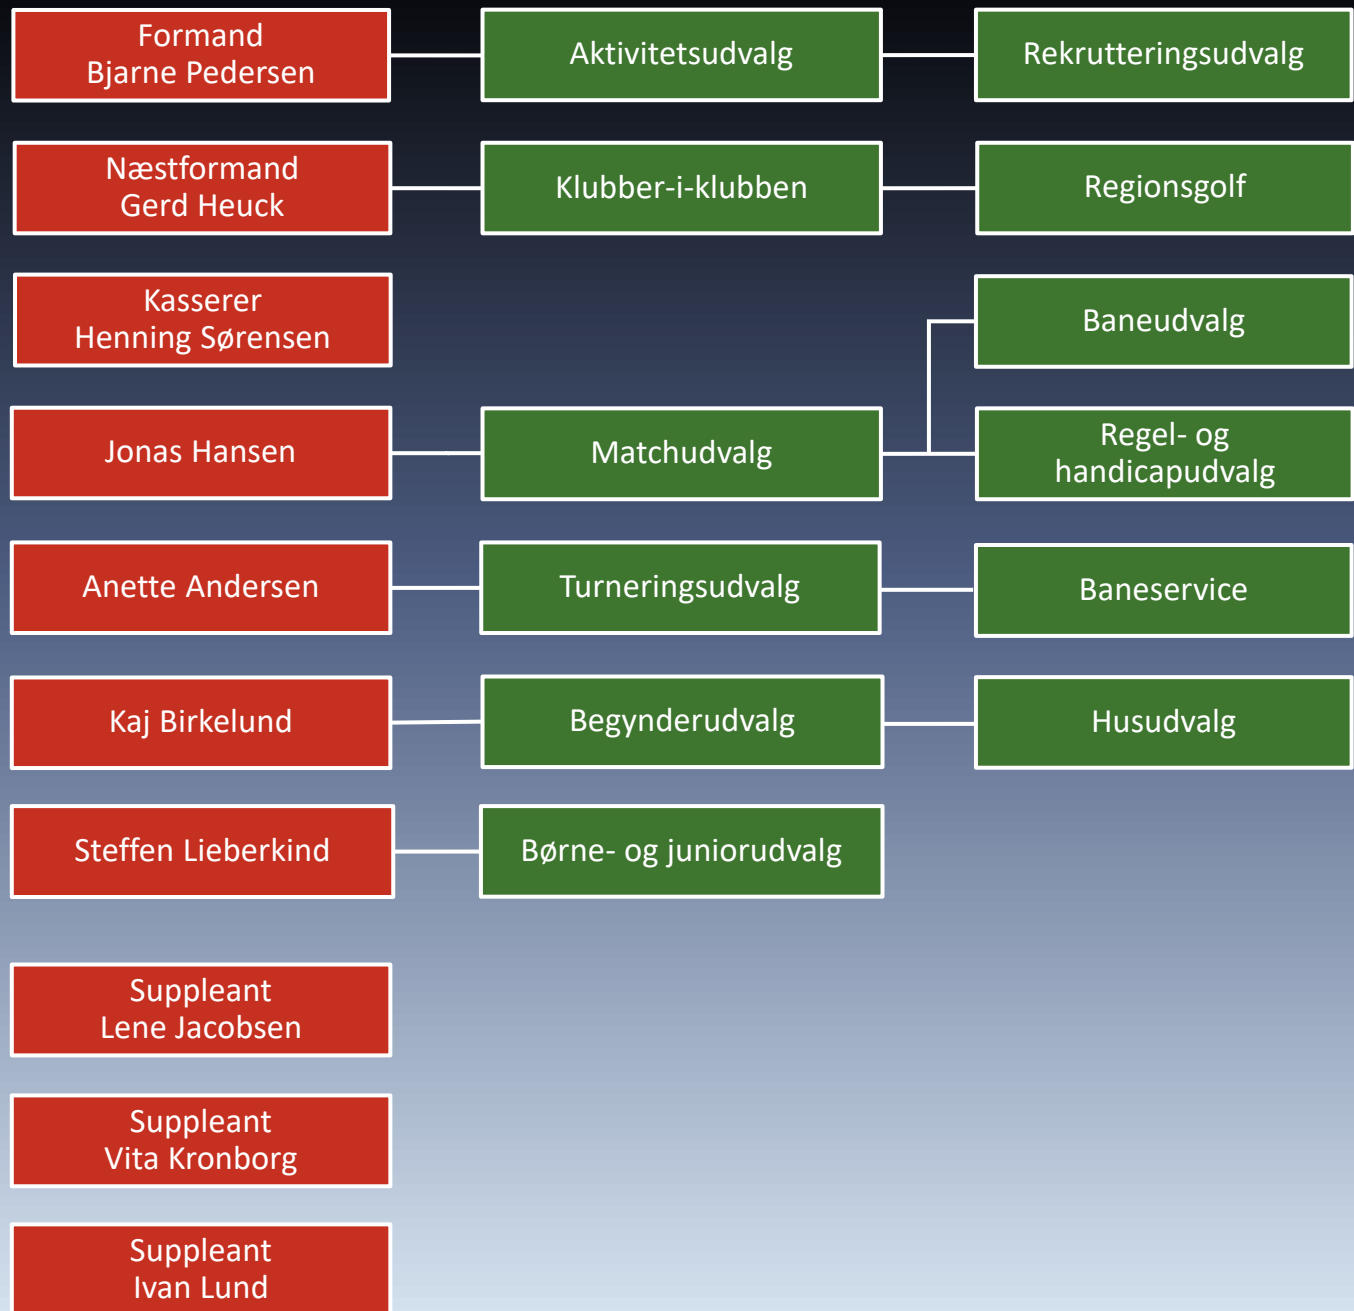 Formand
Bjarne Pedersen
Aktivitetsudvalg
Rekrutteringsudvalg
Næstformand
Gerd Heuck
Klubber-i-klubben
Regionsgolf
Kasserer
Henning Sørensen
Baneudvalg
Jonas Hansen
Matchudvalg
Regel- og
handicapudvalg
Anette Andersen
Turneringsudvalg
Baneservice
Kaj Birkelund
Begynderudvalg
Husudvalg
Steffen Lieberkind
Børne- og juniorudvalg
Suppleant
Lene Jacobsen
Suppleant
Vita Kronborg
Suppleant
Ivan Lund